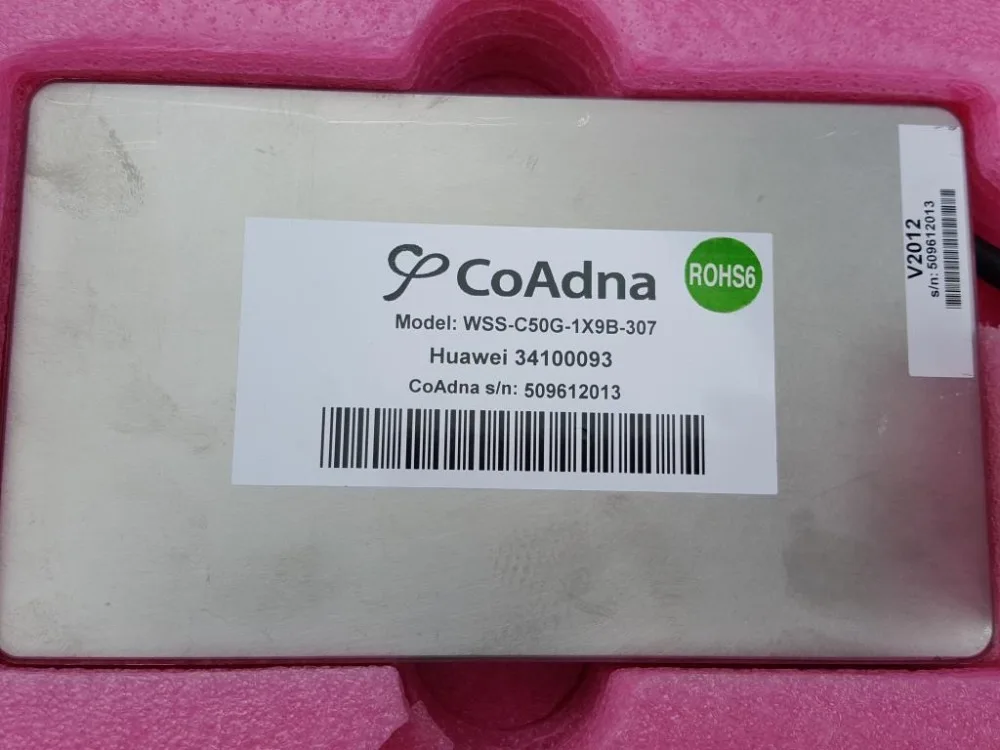 CoAdna
ROHS6
Model: WSS-C50G-1X9B-307
Huawei 34100093
CoAdna s/n: 509612013
V2012
s/n: 509612013